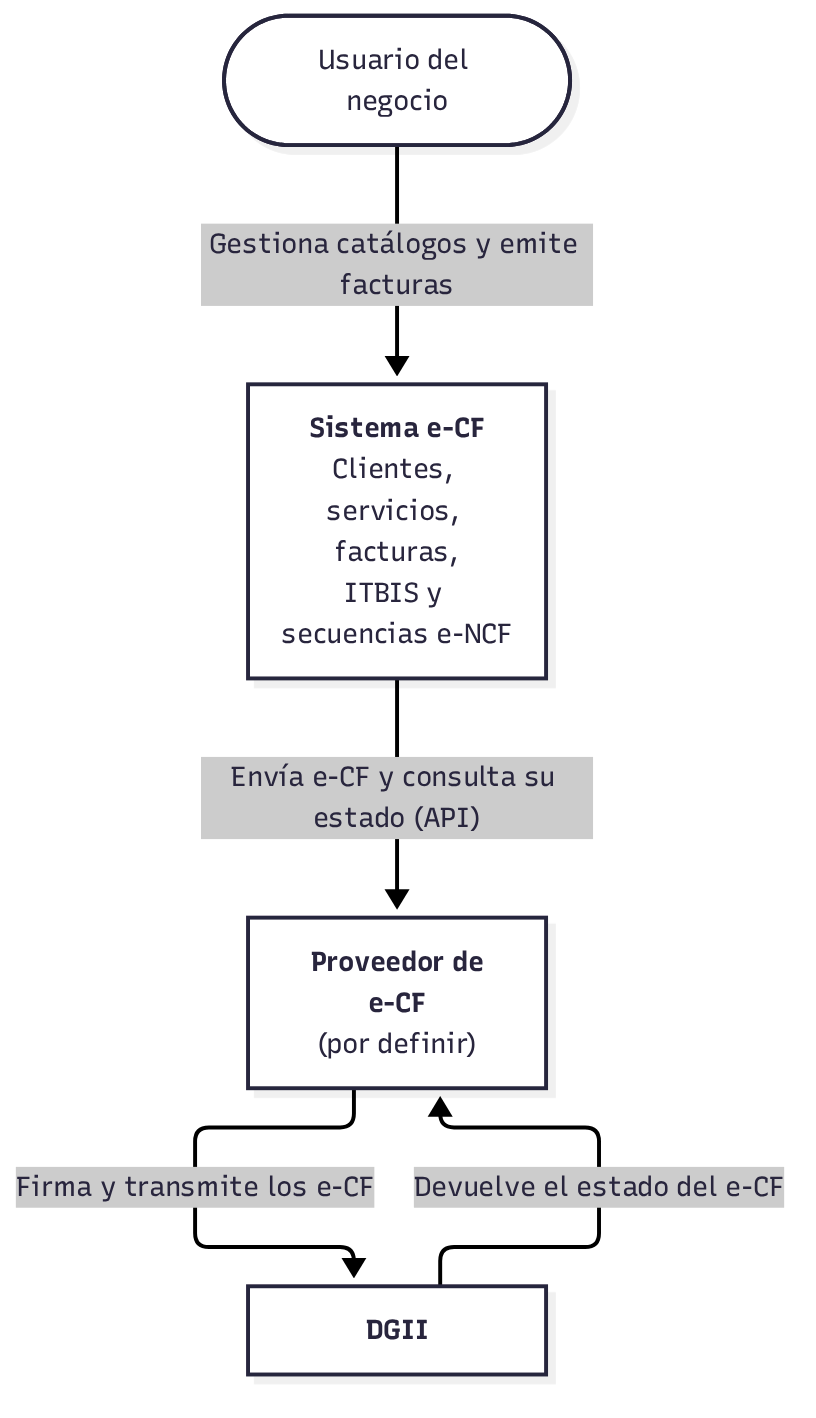 Usuario del
negocio
Gestiona catálogos y emite
facturas
Sistema e-CF
Clientes,
servicios,
facturas,
ITBIS y
secuencias e-NCF
Envía e-CF y consulta su
estado (API)
Proveedor de
e-CF
(por definir)
Firma y transmite los e-CF
Devuelve el estado del e-CF
DGII